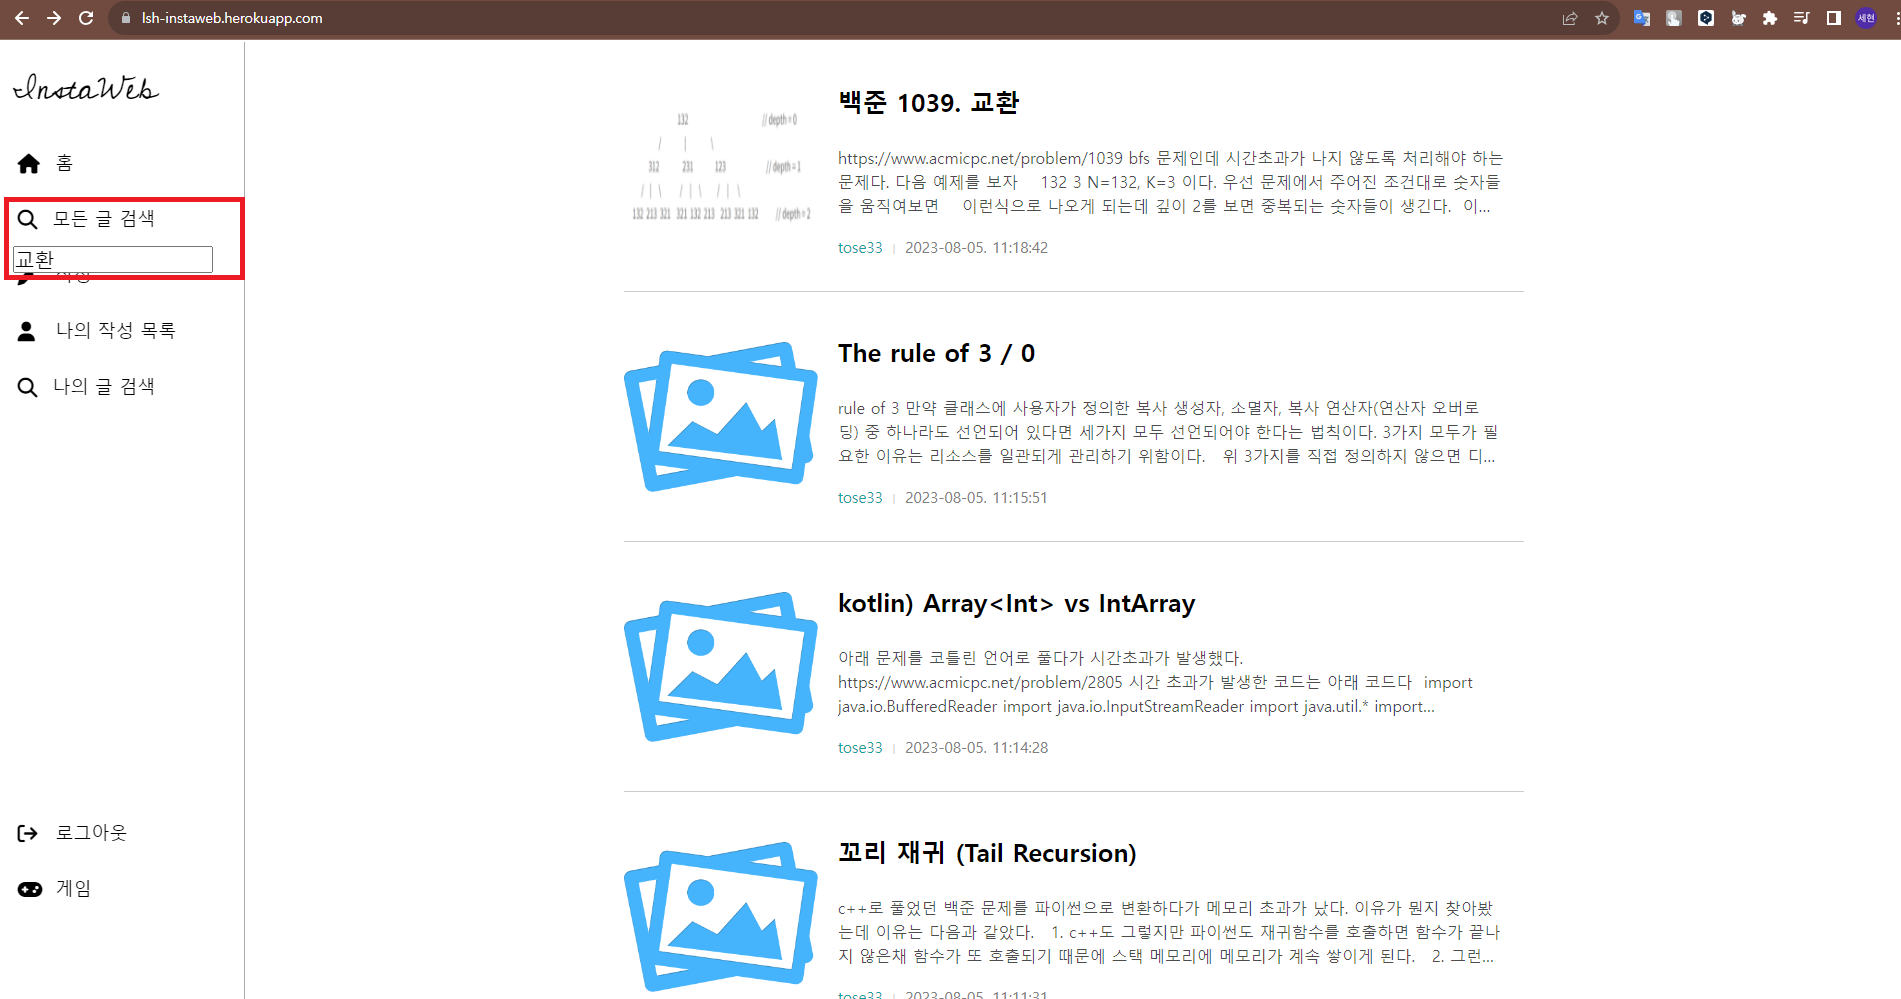 lsh-instaweb.herokuapp.com
세현
InstaWeb
홈
모든 글 검색
교환
나의 작성 목록
나의 글 검색
로그아웃
게임
132 // depth = 0
312 231 123 // depth = 1
132 213 321 321 132 213 213 321 132 // depth = 2
백준 1039. 교환
https://www.acmicpc.net/problem/1039 bfs 문제인데 시간초과가 나지 않도록 처리해야 하는
문제다. 다음 예제를 보자 132 3 N=132, K=3 이다. 우선 문제에서 주어진 조건대로 숫자들
을 움직여보면 이런식으로 나오게 되는데 깊이 2를 보면 중복되는 숫자들이 생긴다. 이...
tose33 | 2023-08-05. 11:18:42
The rule of 3 / 0
rule of 3 만약 클래스에 사용자가 정의한 복사 생성자, 소멸자, 복사 연산자(연산자 오버로
딩) 중 하나라도 선언되어 있다면 세가지 모두 선언되어야 한다는 법칙이다. 3가지 모두가 필
요한 이유는 리소스를 일관되게 관리하기 위함이다. 위 3가지를 직접 정의하지 않으면 디...
tose33 | 2023-08-05. 11:15:51
kotlin) Array<Int> vs IntArray
아래 문제를 코틀린 언어로 풀다가 시간초과가 발생했다.
https://www.acmicpc.net/problem/2805 시간 초과가 발생한 코드는 아래 코드다 import
java.io.BufferedReader import java.io.InputStreamReader import java.util.* import...
tose33 | 2023-08-05. 11:14:28
꼬리 재귀 (Tail Recursion)
c++로 풀었던 백준 문제를 파이썬으로 변환하다가 메모리 초과가 났다. 이유가 뭔지 찾아봤
는데 이유는 다음과 같았다. 1. c++도 그렇지만 파이썬도 재귀함수를 호출하면 함수가 끝나
지 않은채 함수가 또 호출되기 때문에 스택 메모리에 메모리가 계속 쌓이게 된다. 2. 그런...
tose33 | 2023-08-05. 11:11:31